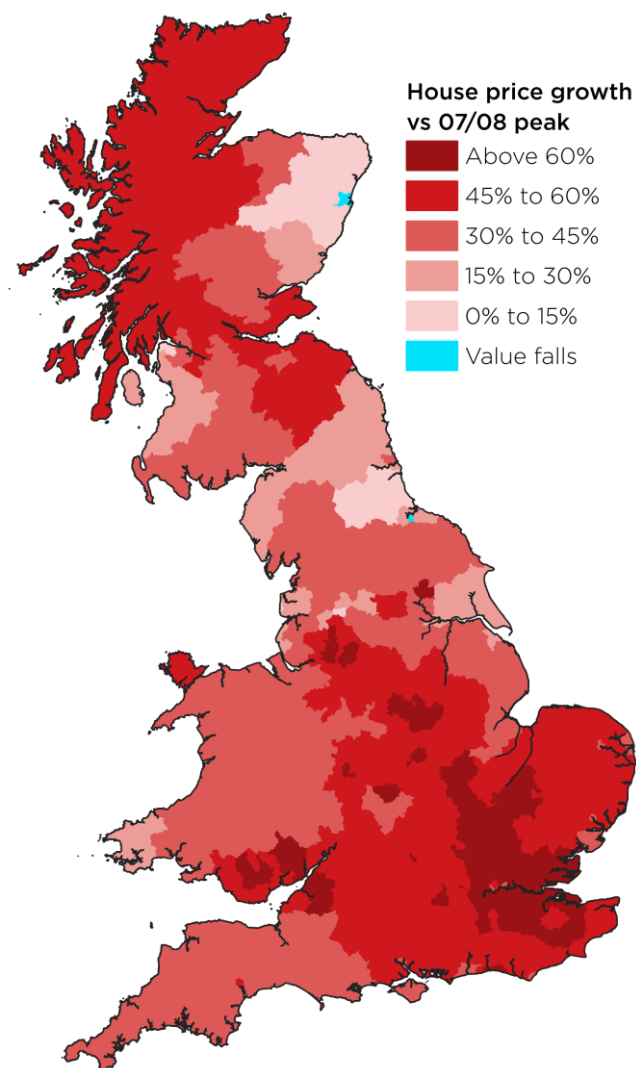 House price growth
vs 07/08 peak
Above 60%
45% to 60%
30% to 45%
15% to 30%
0% to 15%
Value falls